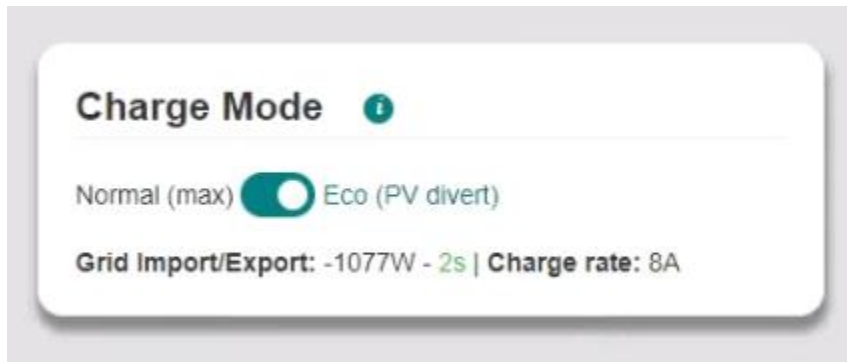 Charge Mode i
Normal (max) Eco (PV divert)
Grid Import/Export: -1077W - 2s | Charge rate: 8A